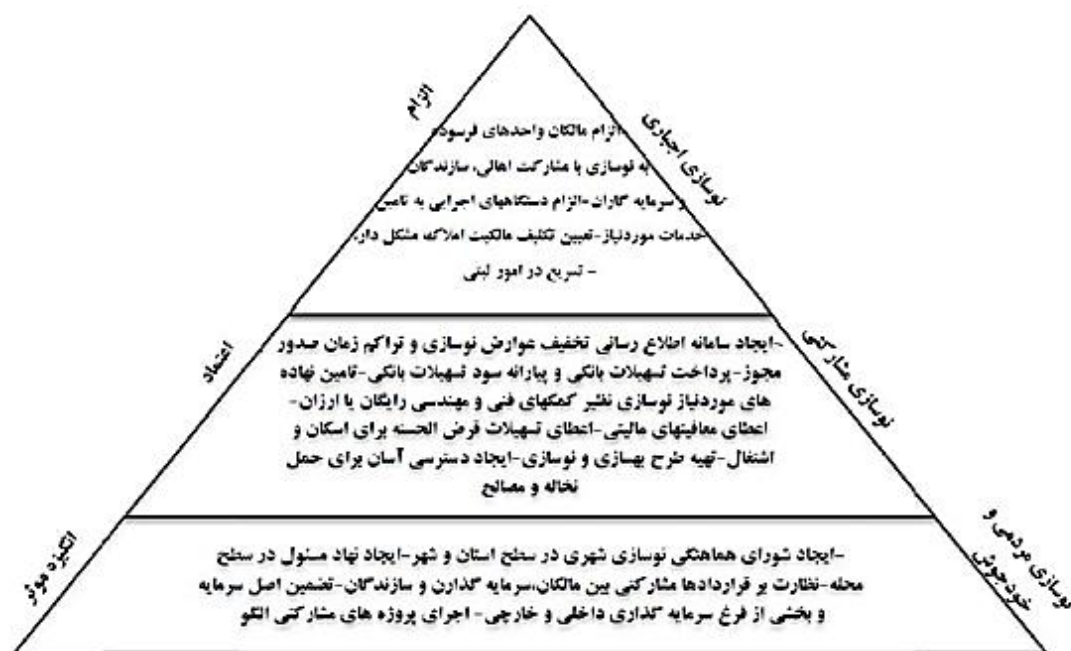 الزام
نوسازی اجباری
الزام مالکان واحدهای فرسوده
به نوسازی با مشارکت اهالی، سازندگان
و سرمایه گاران-الزام دستگاههای اجرایی به تامین
خدمات موردنیاز-تعیین تکلیف مالکیت املاکه مشکل دار.
- تسریع در امور ثبتی
اعتماد
نوسازی مشارکتی
-ایجاد سامانه اطلاع رسانی تخفیف عوارض نوسازی و تراکم زمان صدور
مجوز-پرداخت تسهیلات بانکی و یپارانه سود تسهیلات بانکی-تامین نهاده
های موردنیاز نوسازی نظیر کمکهای فنی و مهندسی رایگان یا ارزان-
اعطای معافیتهای مالیتی-اعطای تسهیلات قرض الحسنه برای اسکان و
اشتغال-تهیه طرح بهسازی و نوسازی-ایجاد دسترسی آسان برای حمل
نخاله و مصالح
انگیزه موثر
نوسازی مردمی و
خودجوش
-ایجاد شورای هماهنگی نوسازی شهری در سطح استان و شهر-ایجاد نهاد مسئول در سطح
محله-نظارت بر قراردادها مشارکتی بین مالکان،سرمایه گذارن و سازندگان-تضمین اصل سرمایه
و بخشی از فرغ سرمایه گذاری داخلی و خارجی- اجرای پروژه های مشارکتی الگو